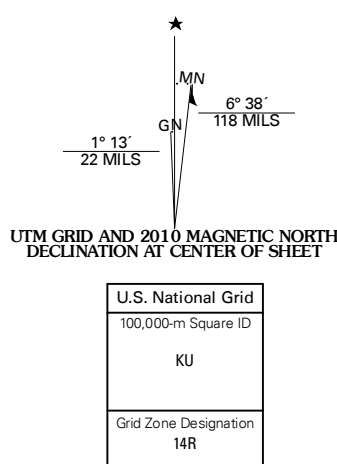 MN
6° 38´
118 MILS
GN
1° 13´
22 MILS
UTM GRID AND 2010 MAGNETIC NORTH
DECLINATION AT CENTER OF SHEET
U.S. National Grid
100,000-m Square ID
KU
Grid Zone Designation
14R